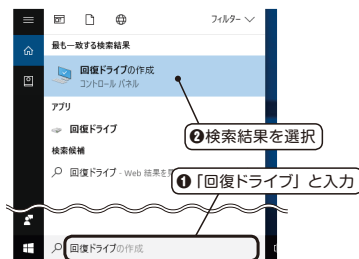 フィルター
最も一致する検索結果
回復ドライブの作成
コントロール パネル
アプリ
回復ドライブ
❷検索結果を選択
検索候補
回復ドライブ - Web 結果を
❶「回復ドライブ」と入力
回復ドライブの作成